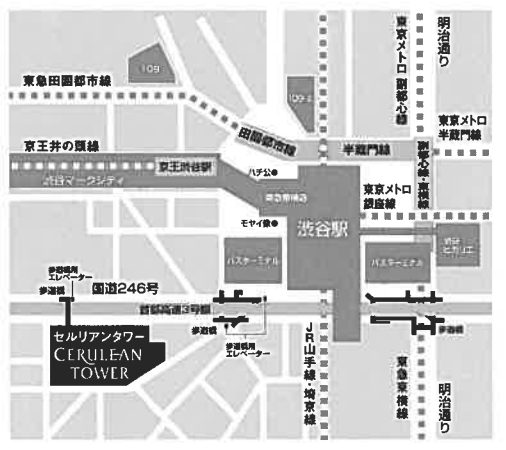 109
109-2
東急田園都市線
東京メトロ 副都心線
明治通り
東京メトロ
半蔵門線
田園都市線
半蔵門線
副都心線・東横線
京王井の頭線
京王渋谷駅
渋谷マークシティ
ハチ公
東京メトロ
銀座線
モヤイ像
渋谷駅
渋谷
ヒカリエ
バスターミナル
バスターミナル
歩道橋用
エレベーター
歩道橋
国道246号
首都高速3号線
歩道橋
歩道橋用
エレベーター
歩道橋
セルリアンタワー
CERULEAN
TOWER
JR山手線・埼京線
東急東横線
明治通り